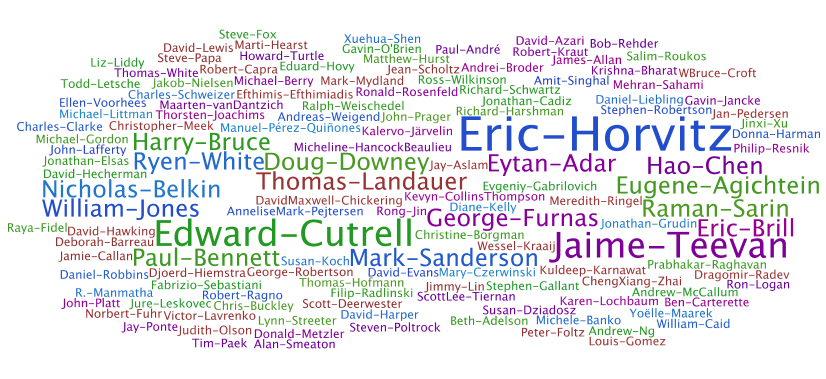 Steve-Fox
David-Lewis Marti-Hearst Xuehua-Shen David-Azari Bob-Rehder
Steve-Papa Howard-Turtle Gavin-O'Brien Paul-André Robert-Kraut
Liz-Liddy Robert-Capra Eduard-Hovy Matthew-Hurst James-Allan Salim-Roukos
Thomas-White Jean-Scholtz Andrei-Broder Krishna-Bharat WBruce-Croft
Todd-Letsche Jakob-Nielsen Michael-Berry Mark-Mydland Ross-Wilkinson Amit-Singhal Mehran-Sahami
Charles-Schweizer Efthimis-Efthimiadis Ronald-Rosenfeld Richard-Schwartz
Ellen-Voorhees Maarten-vanDantzich Ralph-Weischedel Jonathan-Cadiz Daniel-Liebling Gavin-Jancke
Michael-Littman Thorsten-Joachims Andreas-Weigend John-Prager Richard-Harshman Stephen-Robertson Jan-Pedersen
Charles-Clarke Christopher-Meek Manuel-Pérez-Quiñones Kalervo-Järvelin Eric-Horvitz Jinxi-Xu
Michael-Gordon Harry-Bruce Donna-Harman
John-Lafferty Micheline-HancockBeaulieu Philip-Resnik
Jonathan-Elsas Ryen-White Doug-Downey Jay-Aslam Eytan-Adar Hao-Chen
David-Hecherman Thomas-Landauer
Nicholas-Belkin Evgeniy-Gabrilovich Eugene-Agichtein
DavidMaxwell-Chickering Kevyn-CollinsThompson Meredith-Ringel
William-Jones AnneliseMark-Pejtersen Rong-Jin Diane-Kelly Raman-Sarin
Raya-Fidel David-Hawking George-Furnas Jonathan-Grudin Eric-Brill
Deborah-Barreau Edward-Cutrell Christine-Borgman
Jamie-Callan Paul-Bennett Susan-Koch Mark-Sanderson Wessel-Kraaij Jaime-Teevan
Daniel-Robbins Djoerd-Hiemstra George-Robertson David-Evans Mary-Czerwinski Kuldeep-Karnawat Prabhakar-Raghavan
R.-Manmatha Fabrizio-Sebastiani Thomas-Hofmann Jimmy-Lin Stephen-Gallant ChengXiang-Zhai Dragomir-Radev
John-Platt Jure-Leskovec Robert-Ragno Filip-Radlinski ScottLee-Tiernan Andrew-McCallum Ron-Logan
Norbert-Fuhr Victor-Lavrenko Chris-Buckley Scott-Deerwester Susan-Dziadosz Karen-Lochbaum Ben-Carterette
Jay-Ponte Judith-Olson Lynn-Streeter David-Harper Beth-Adelson Michele-Banko Yoëlle-Maarek
Tim-Paek Donald-Metzler Steven-Poltrock Peter-Foltz Andrew-Ng William-Caid
Alan-Smeaton Louis-Gomez